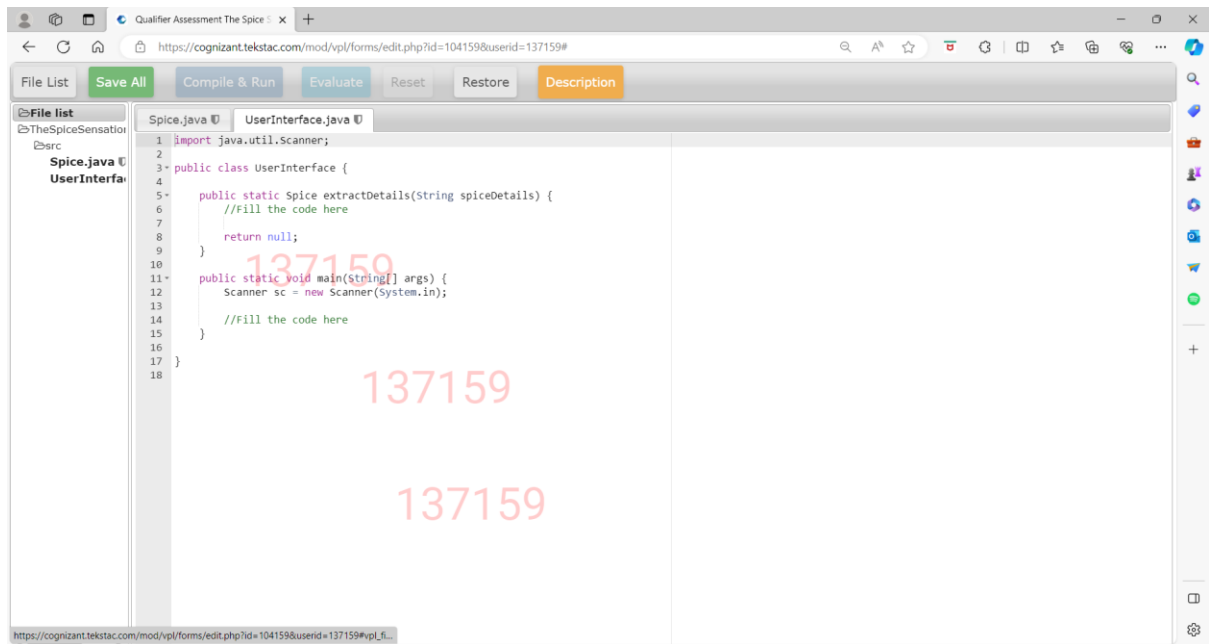 Qualifier Assessment The Spice S
https://cognizant.tekstac.com/mod/vpl/forms/edit.php?id=104159&userid=137159#
File List Save All Compile & Run Evaluate Reset Restore Description
File list
TheSpiceSensation
src
Spice.java
UserInterfa
Spice.java UserInterface.java
1 import java.util.Scanner;
2
3 public class UserInterface {
4
5 public static Spice extractDetails(String spiceDetails) {
6 //Fill the code here
7
8 return null;
9 }
10
11 public static void main(String[] args) {
12 Scanner sc = new Scanner(System.in);
13
14 //Fill the code here
15 }
16
17 }
18
137159
137159
137159
https://cognizant.tekstac.com/mod/vpl/forms/edit.php?id=104159&userid=137159#vpl_fi...